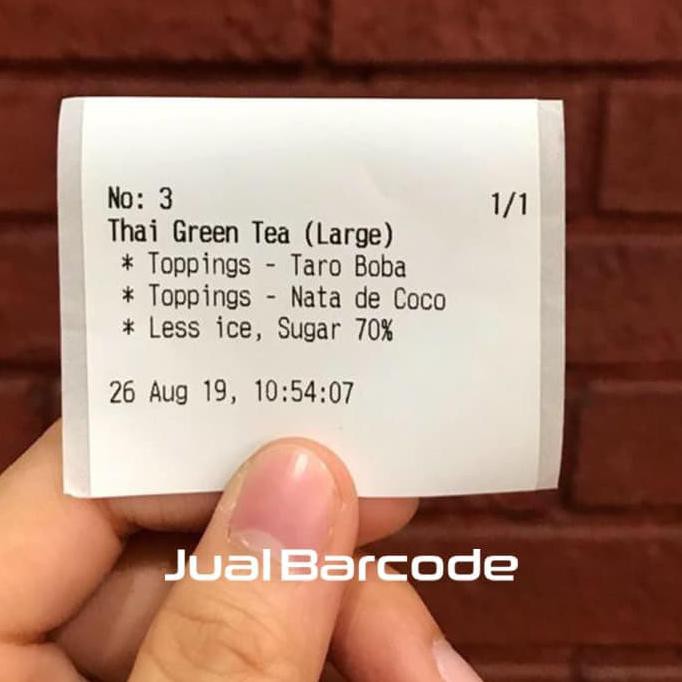 No: 3 1/1
Thai Green Tea (Large)
* Toppings - Taro Boba
* Toppings - Nata de Coco
* Less ice, Sugar 70%
26 Aug 19, 10:54:07
Jual Barcode